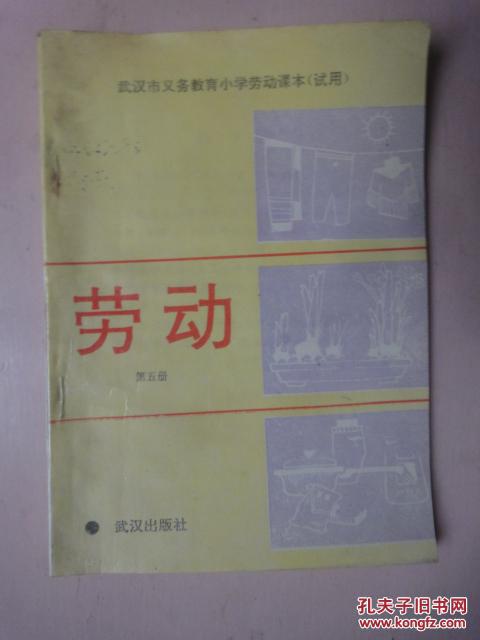 武汉市义务教育小学劳动课本(试用)
劳动
第五册
武汉出版社
孔夫子旧书网
www.kongfz.com